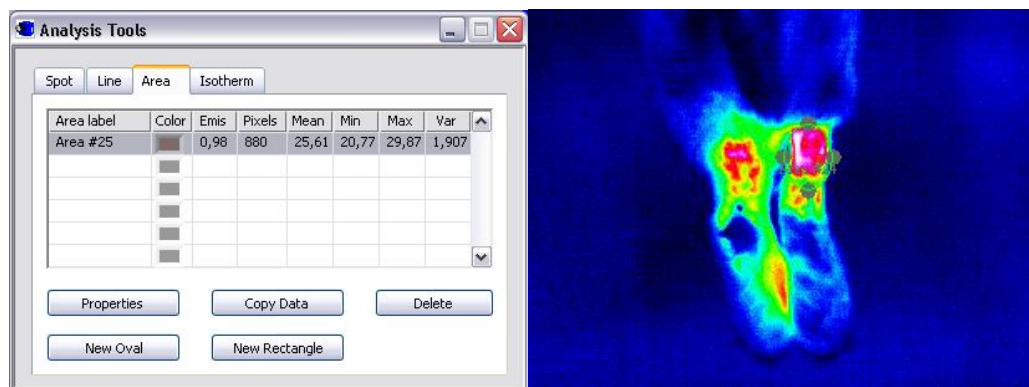 Analysis Tools
Spot Line Area Isotherm
Area label Color Emis Pixels Mean Min Max Var
Area #25 0,98 880 25,61 20,77 29,87 1,907
Properties Copy Data Delete
New Oval New Rectangle